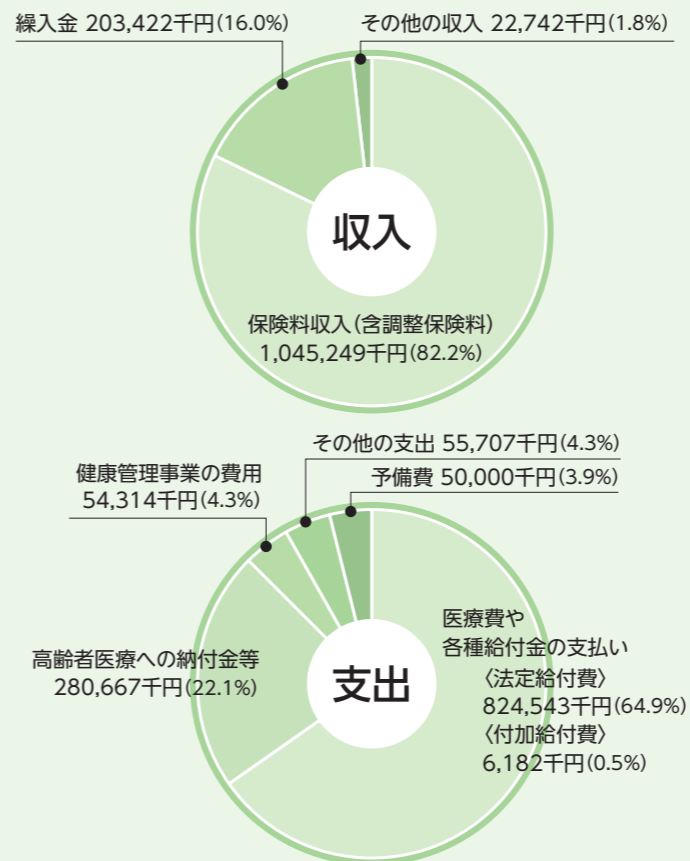 繰入金 203,422千円(16.0%)
その他の収入 22,742千円(1.8%)
収入
保険料収入(含調整保険料)
1,045,249千円(82.2%)
その他の支出 55,707千円(4.3%)
健康管理事業の費用
54,314千円(4.3%)
予備費 50,000千円(3.9%)
高齢者医療への納付金等
280,667千円(22.1%)
支出
医療費や
各種給付金の支払い
〈法定給付費〉
824,543千円(64.9%)
〈付加給付費〉
6,182千円(0.5%)